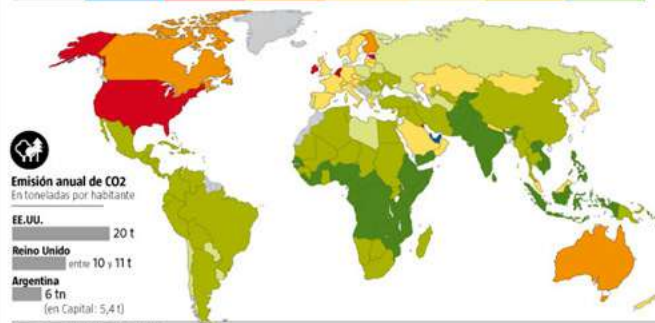 Emisión anual de CO2
En toneladas por habitante
EE.UU.
20 t
Reino Unido
entre 10 y 11 t
Argentina
6 tn
(en Capital: 5,4 t)